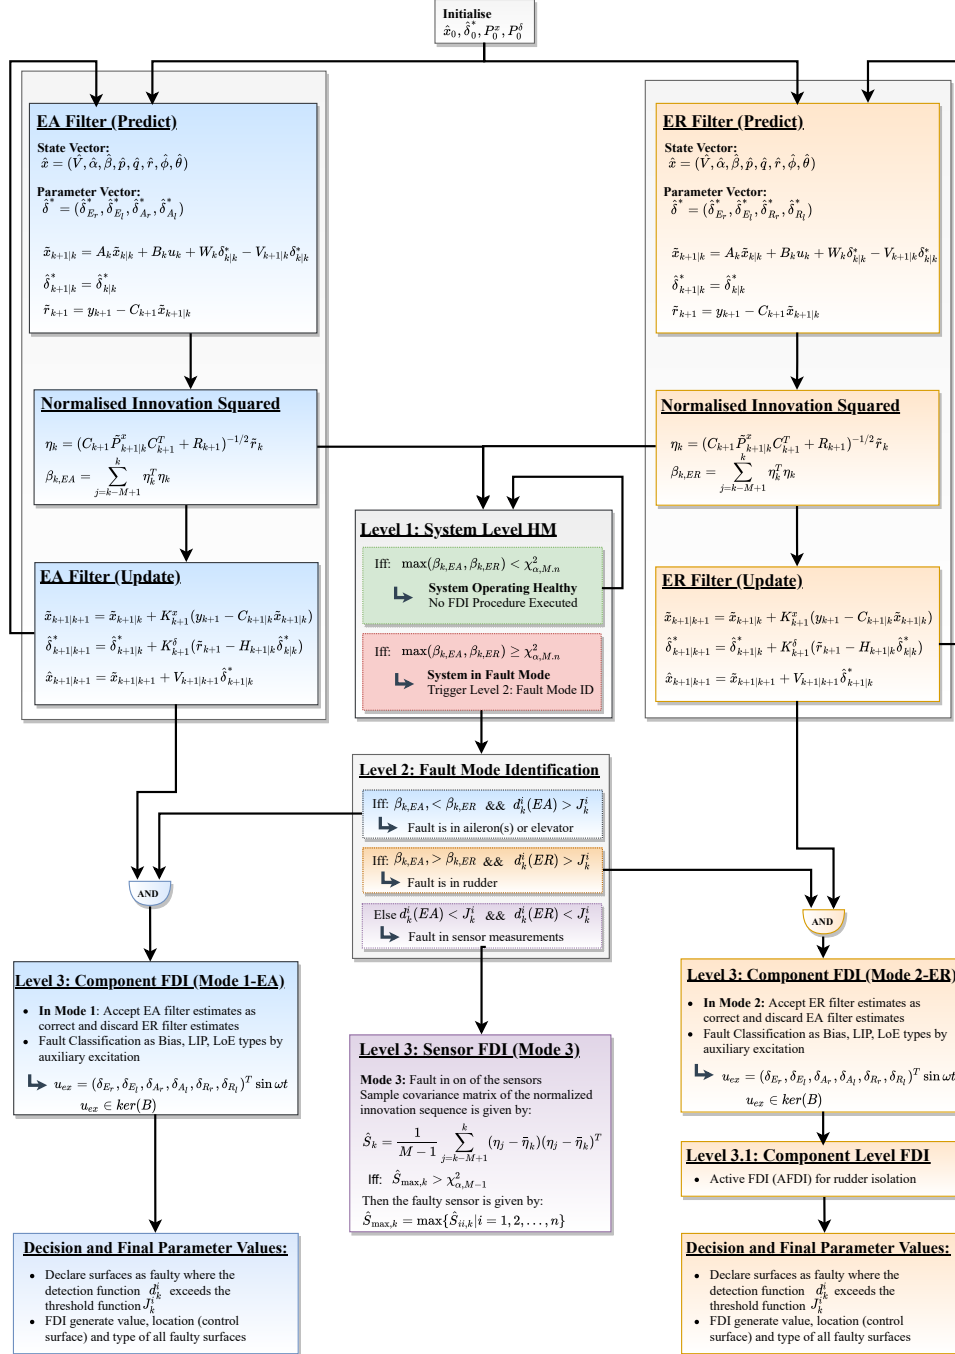 Initialise
x̂_0, δ̂*_0, P^x_0, P^δ_0
EA Filter (Predict)
State Vector:
x̂ = (V̂, α̂, β̂, p̂, q̂, r̂, ϕ̂, θ̂)
Parameter Vector:
δ̂* = (δ̂*_{E_r}, δ̂*_{E_l}, δ̂*_{A_r}, δ̂*_{A_l})
x̃_{k+1|k} = A_k x̃_{k|k} + B_k u_k + W_k δ*_{k|k} − V_{k+1|k} δ*_{k|k}
δ̂*_{k+1|k} = δ̂*_{k|k}
r̃_{k+1} = y_{k+1} − C_{k+1} x̃_{k+1|k}
Normalised Innovation Squared
η_k = (C_{k+1} P̃^x_{k+1|k} C^T_{k+1} + R_{k+1})^{−1/2} r̃_k
β_{k,EA} = ∑_{j=k−M+1}^{k} η^T_k η_k
EA Filter (Update)
x̃_{k+1|k+1} = x̃_{k+1|k} + K^x_{k+1}(y_{k+1} − C_{k+1|k} x̃_{k+1|k})
δ̂*_{k+1|k+1} = δ̂*_{k+1|k} + K^δ_{k+1}(r̃_{k+1} − H_{k+1|k} δ̂*_{k|k})
x̂_{k+1|k+1} = x̃_{k+1|k+1} + V_{k+1|k+1} δ̂*_{k+1|k}
ER Filter (Predict)
State Vector:
x̂ = (V̂, α̂, β̂, p̂, q̂, r̂, ϕ̂, θ̂)
Parameter Vector:
δ̂* = (δ̂*_{E_r}, δ̂*_{E_l}, δ̂*_{R_r}, δ̂*_{R_l})
x̃_{k+1|k} = A_k x̃_{k|k} + B_k u_k + W_k δ*_{k|k} − V_{k+1|k} δ*_{k|k}
δ̂*_{k+1|k} = δ̂*_{k|k}
r̃_{k+1} = y_{k+1} − C_{k+1} x̃_{k+1|k}
Normalised Innovation Squared
η_k = (C_{k+1} P̃^x_{k+1|k} C^T_{k+1} + R_{k+1})^{−1/2} r̃_k
β_{k,ER} = ∑_{j=k−M+1}^{k} η^T_k η_k
ER Filter (Update)
x̃_{k+1|k+1} = x̃_{k+1|k} + K^x_{k+1}(y_{k+1} − C_{k+1|k} x̃_{k+1|k})
δ̂*_{k+1|k+1} = δ̂*_{k+1|k} + K^δ_{k+1}(r̃_{k+1} − H_{k+1|k} δ̂*_{k|k})
x̂_{k+1|k+1} = x̃_{k+1|k+1} + V_{k+1|k+1} δ̂*_{k+1|k}
Level 1: System Level HM
Iff: max(β_{k,EA}, β_{k,ER}) < χ²_{α,M.n}
System Operating Healthy
No FDI Procedure Executed
Iff: max(β_{k,EA}, β_{k,ER}) ≥ χ²_{α,M.n}
System in Fault Mode
Trigger Level 2: Fault Mode ID
Level 2: Fault Mode Identification
Iff: β_{k,EA}, < β_{k,ER} && d^i_k(EA) > J^i_k
Fault is in aileron(s) or elevator
Iff: β_{k,EA}, > β_{k,ER} && d^i_k(ER) > J^i_k
Fault is in rudder
Else d^i_k(EA) < J^i_k && d^i_k(ER) < J^i_k
Fault in sensor measurements
AND
AND
Level 3: Component FDI (Mode 1-EA)
• In Mode 1: Accept EA filter estimates as
correct and discard ER filter estimates
• Fault Classification as Bias, LIP, LoE types by
auxiliary excitation
u_{ex} = (δ_{E_r}, δ_{E_l}, δ_{A_r}, δ_{A_l}, δ_{R_r}, δ_{R_l})^T sin ωt
u_{ex} ∈ ker(B)
Level 3: Sensor FDI (Mode 3)
Mode 3: Fault in on of the sensors
Sample covariance matrix of the normalized
innovation sequence is given by:
Ŝ_k = 1/(M − 1) ∑_{j=k−M+1}^{k} (η_j − η̄_k)(η_j − η̄_k)^T
Iff: Ŝ_{max,k} > χ²_{α,M−1}
Then the faulty sensor is given by:
Ŝ_{max,k} = max{Ŝ_{ii,k}|i = 1, 2, . . . , n}
Level 3: Component FDI (Mode 2-ER)
• In Mode 2: Accept ER filter estimates as
correct and discard EA filter estimates
• Fault Classification as Bias, LIP, LoE types by
auxiliary excitation
u_{ex} = (δ_{E_r}, δ_{E_l}, δ_{A_r}, δ_{A_l}, δ_{R_r}, δ_{R_l})^T sin ωt
u_{ex} ∈ ker(B)
Level 3.1: Component Level FDI
• Active FDI (AFDI) for rudder isolation
Decision and Final Parameter Values:
• Declare surfaces as faulty where the
detection function d^i_k exceeds the
threshold function J^i_k
• FDI generate value, location (control
surface) and type of all faulty surfaces
Decision and Final Parameter Values:
• Declare surfaces as faulty where the
detection function d^i_k exceeds the
threshold function J^i_k
• FDI generate value, location (control
surface) and type of all faulty surfaces